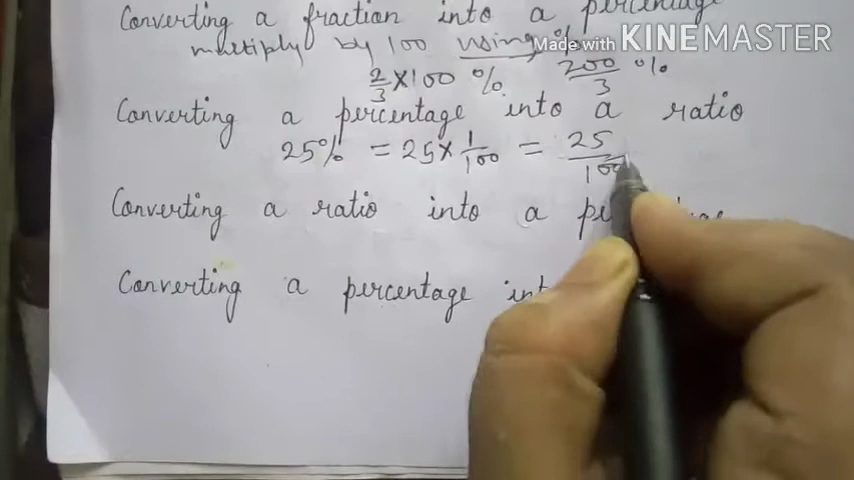 Converting a fraction into a percentage
multiply by 100 using %
Made with KINEMASTER
2/3 × 100 % 200/3 %
Converting a percentage into a ratio
25% = 25 × 1/100 = 25/100
Converting a ratio into a
Converting a percentage